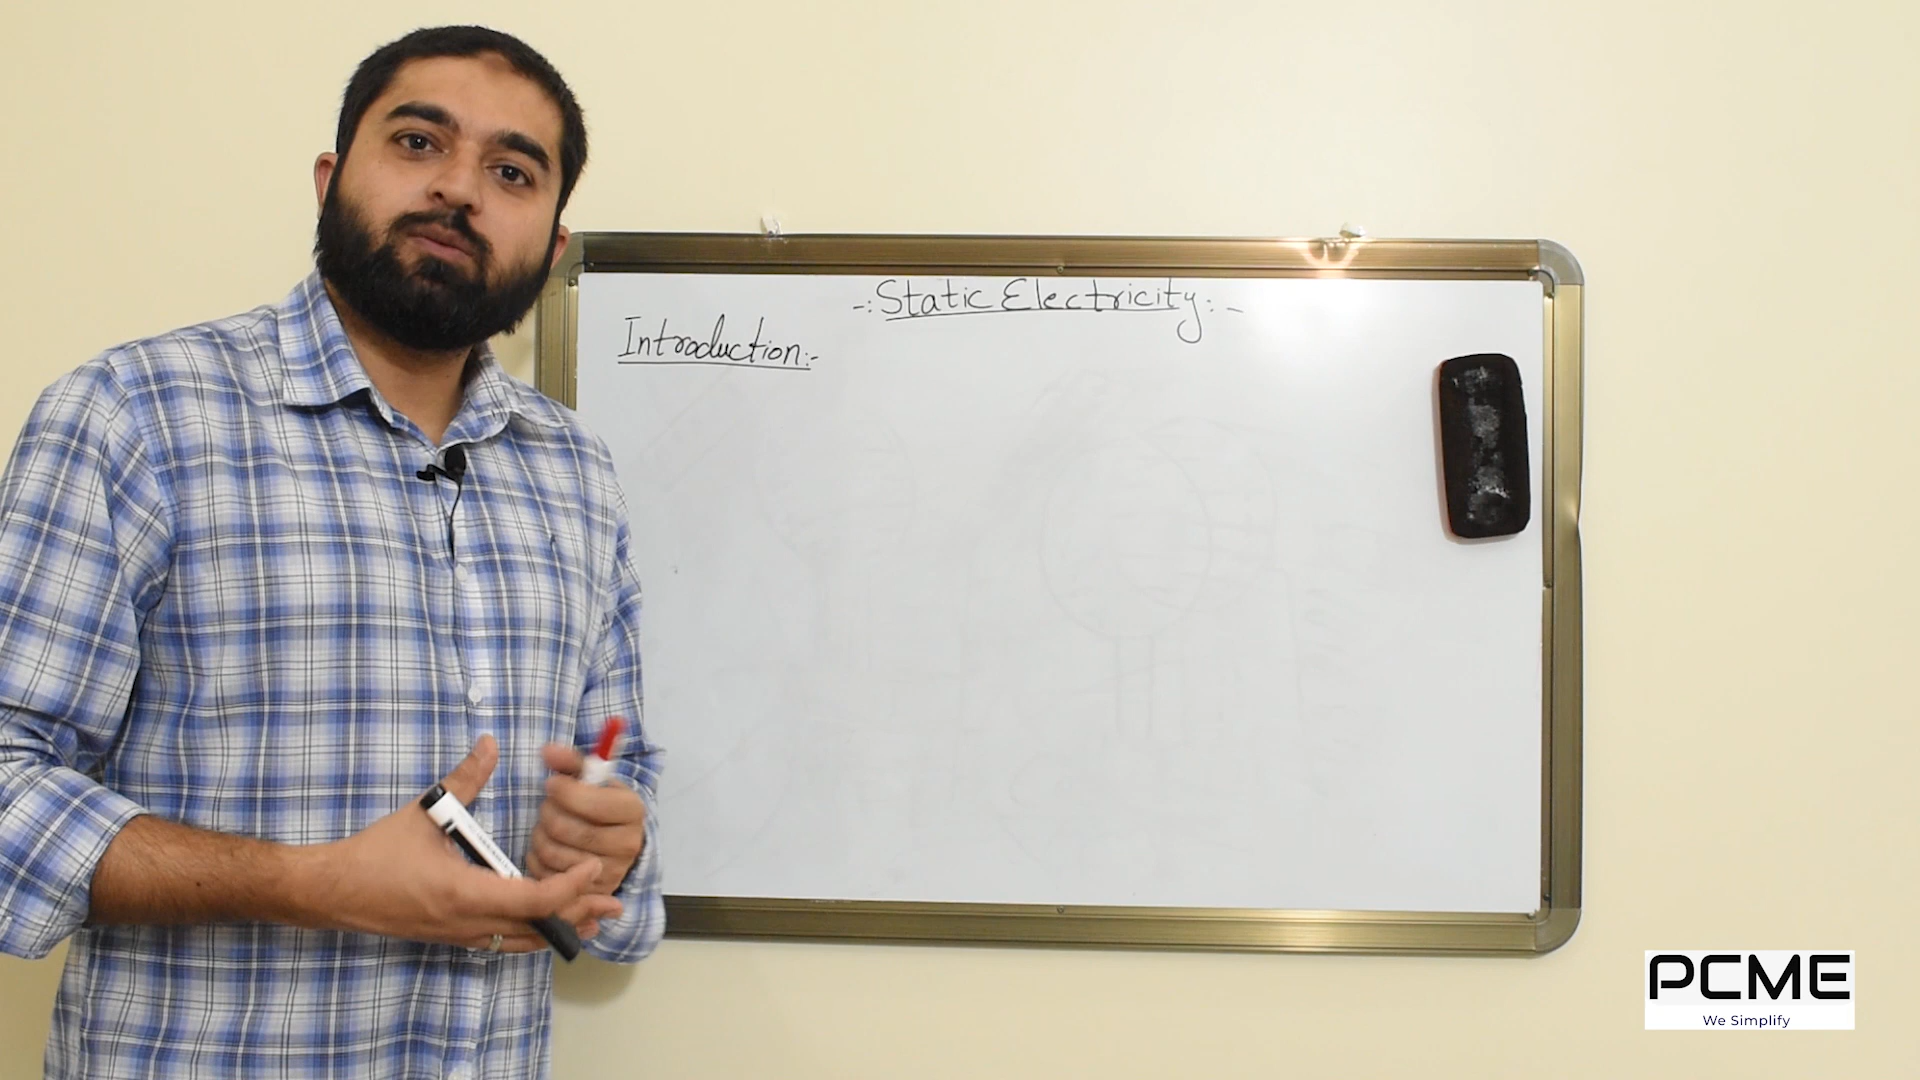 -:Static Electricity:-
Introduction:-
PCME
We Simplify